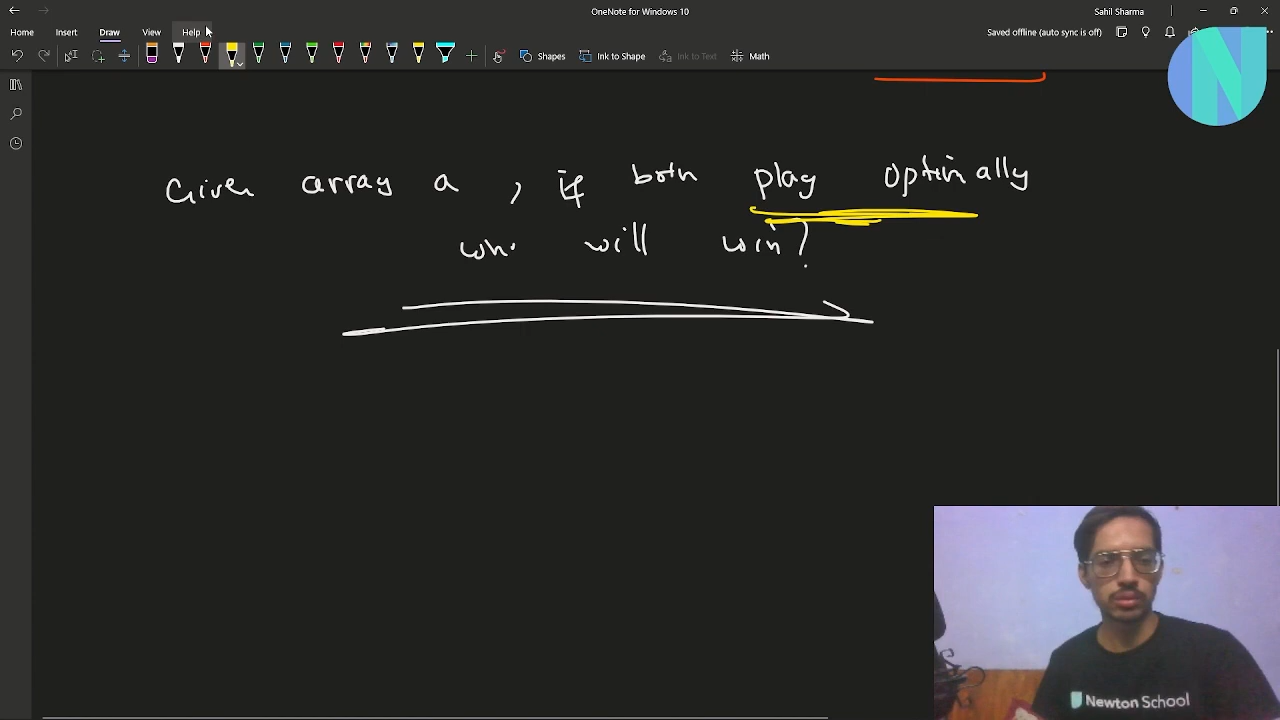 OneNote for Windows 10
Sahil Sharma
Home Insert Draw View Help
Saved offline (auto sync is off)
Shapes Ink to Shape Ink to Text Math
Given array a , if both play optimally
who will win?
Newton School